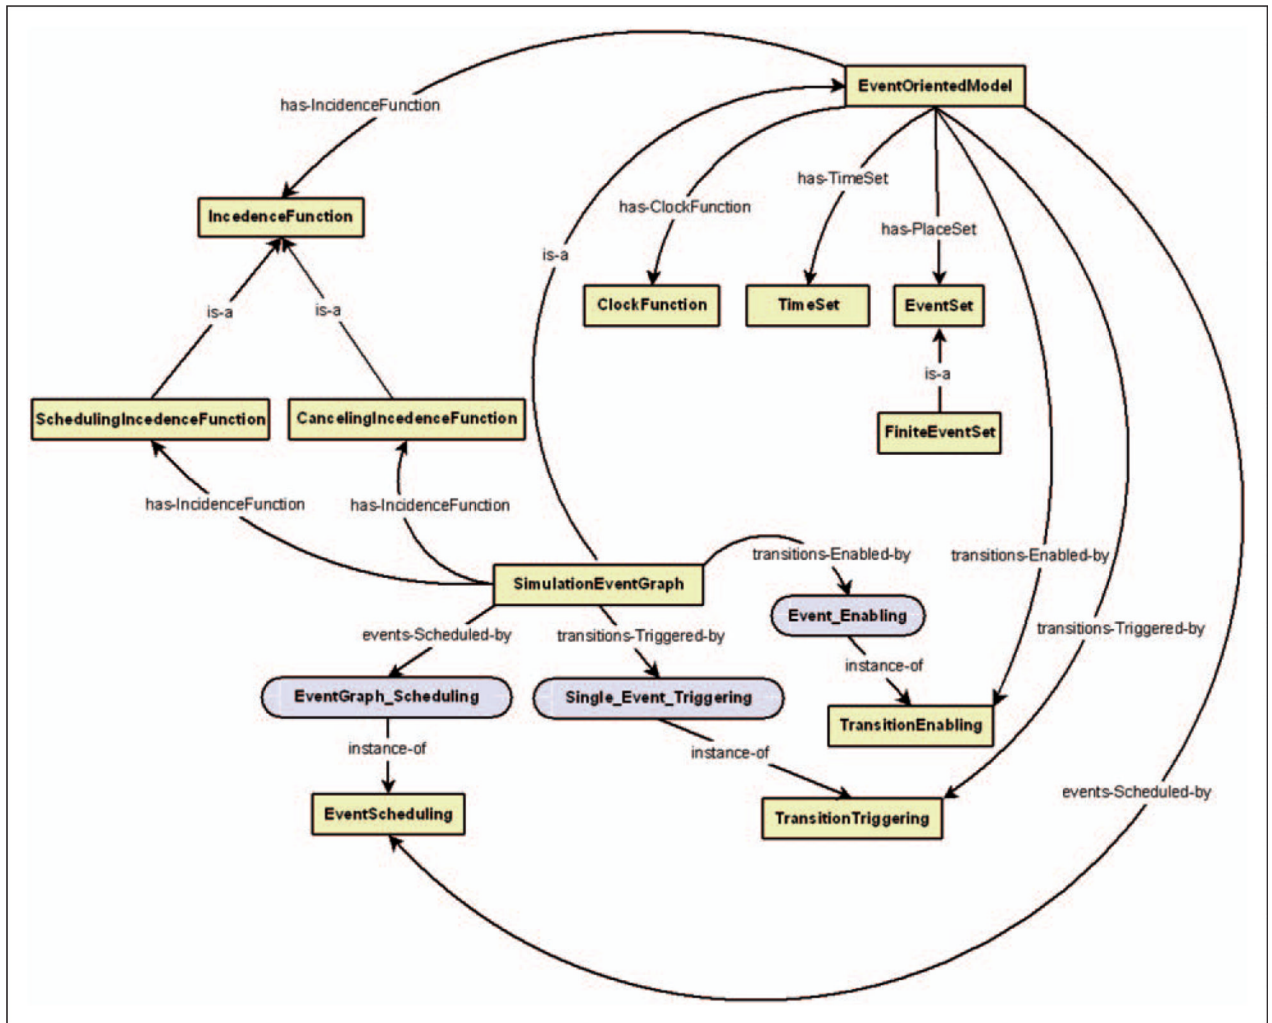 EventOrientedModel
has-IncidenceFunction
has-TimeSet
has-ClockFunction
IncedenceFunction
has-PlaceSet
is-a
ClockFunction
TimeSet
EventSet
is-a
is-a
is-a
SchedulingIncedenceFunction
CancelingIncedenceFunction
FiniteEventSet
has-IncidenceFunction
has-IncidenceFunction
transitions-Enabled-by
transitions-Enabled-by
SimulationEventGraph
Event_Enabling
events-Scheduled-by
transitions-Triggered-by
transitions-Triggered-by
instance-of
EventGraph_Scheduling
Single_Event_Triggering
TransitionEnabling
instance-of
instance-of
events-Scheduled-by
EventScheduling
TransitionTriggering